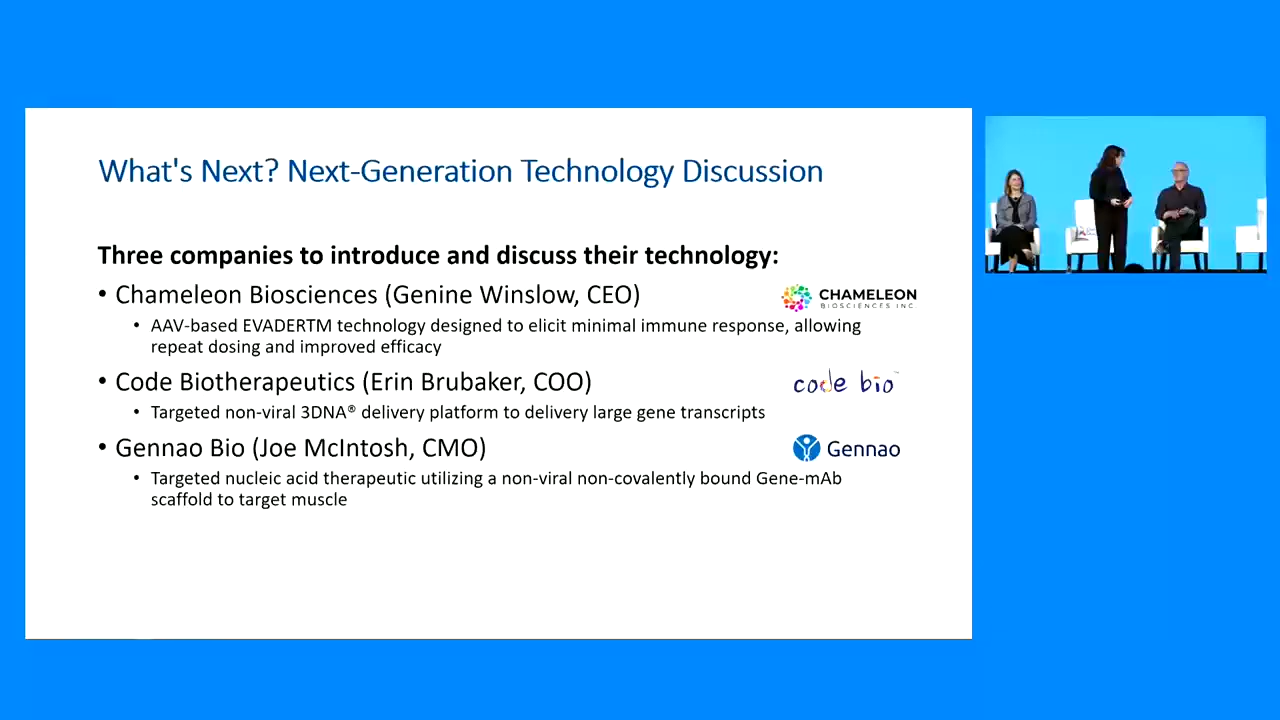 What's Next? Next-Generation Technology Discussion
Three companies to introduce and discuss their technology:
• Chameleon Biosciences (Genine Winslow, CEO)
CHAMELEON
BIOSCIENCES INC
• AAV-based EVADERTM technology designed to elicit minimal immune response, allowing
repeat dosing and improved efficacy
• Code Biotherapeutics (Erin Brubaker, COO)
code bio™
• Targeted non-viral 3DNA® delivery platform to delivery large gene transcripts
• Gennao Bio (Joe McIntosh, CMO)
Gennao
• Targeted nucleic acid therapeutic utilizing a non-viral non-covalently bound Gene-mAb
scaffold to target muscle